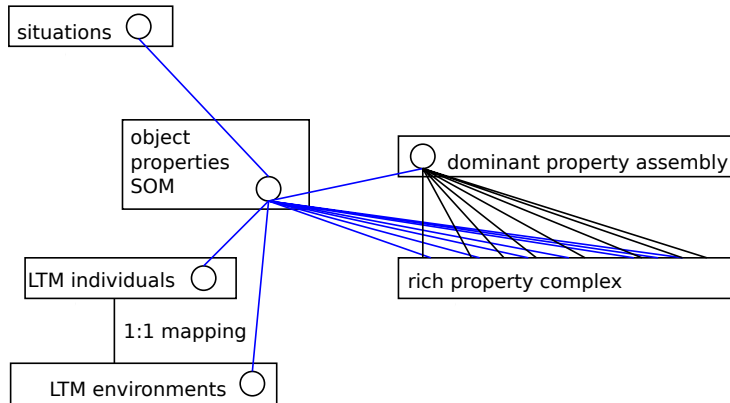 situations
object
properties
SOM
dominant property assembly
LTM individuals
rich property complex
1:1 mapping
LTM environments